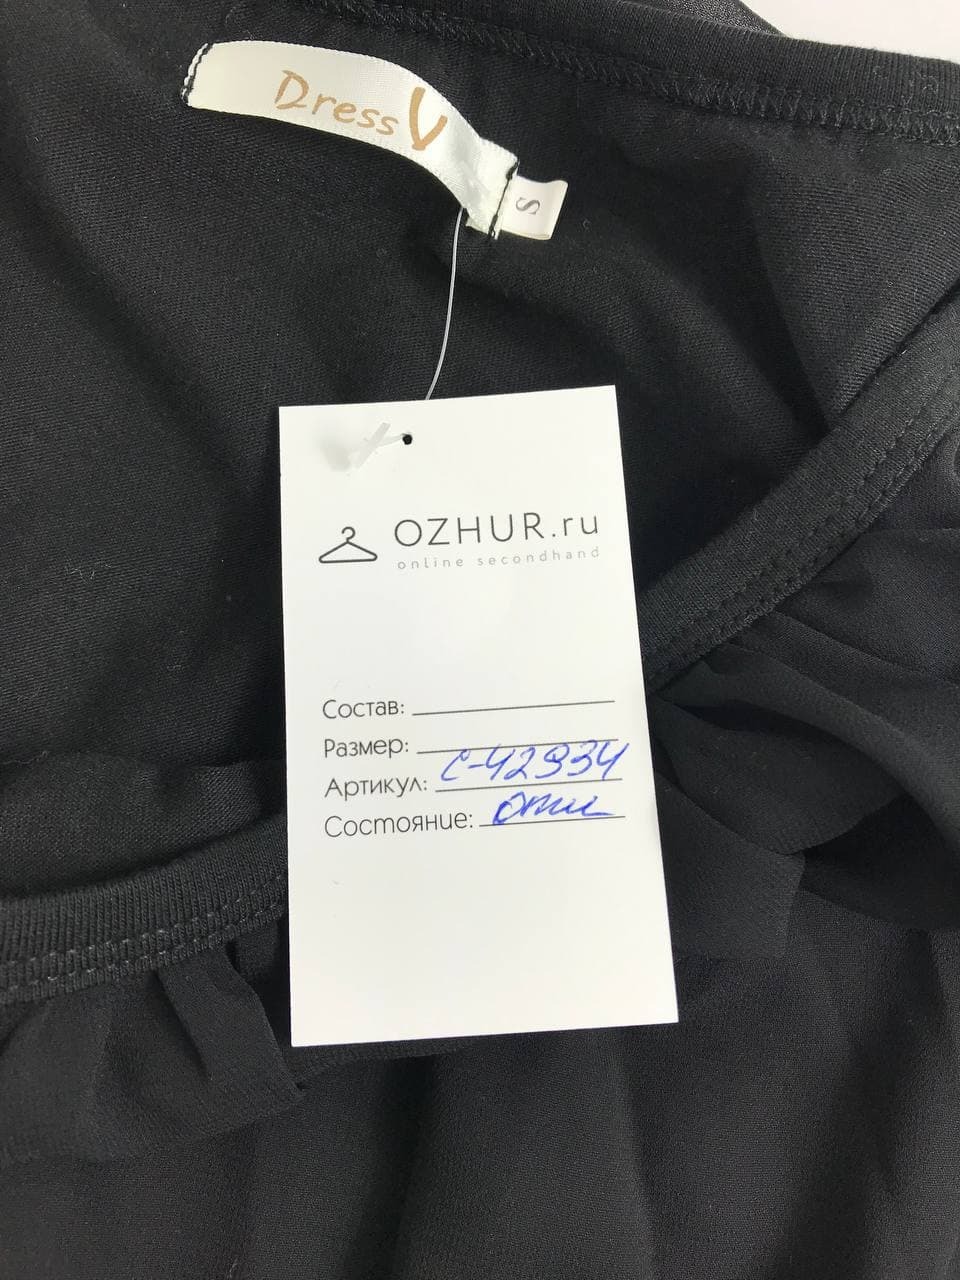 Dress V
S
OZHUR.ru
online secondhand
Состав:
Размер:
Артикул: С-42934
Состояние: отл